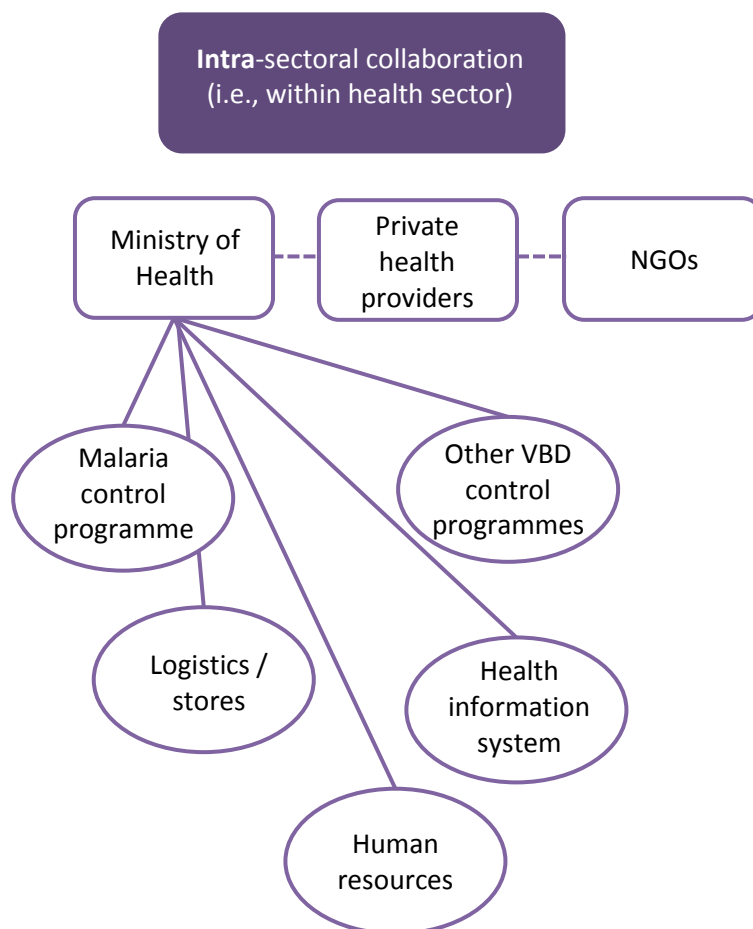 Intra-sectoral collaboration
(i.e., within health sector)
Ministry of
Health
Private
health
providers
NGOs
Malaria
control
programme
Other VBD
control
programmes
Logistics /
stores
Health
information
system
Human
resources